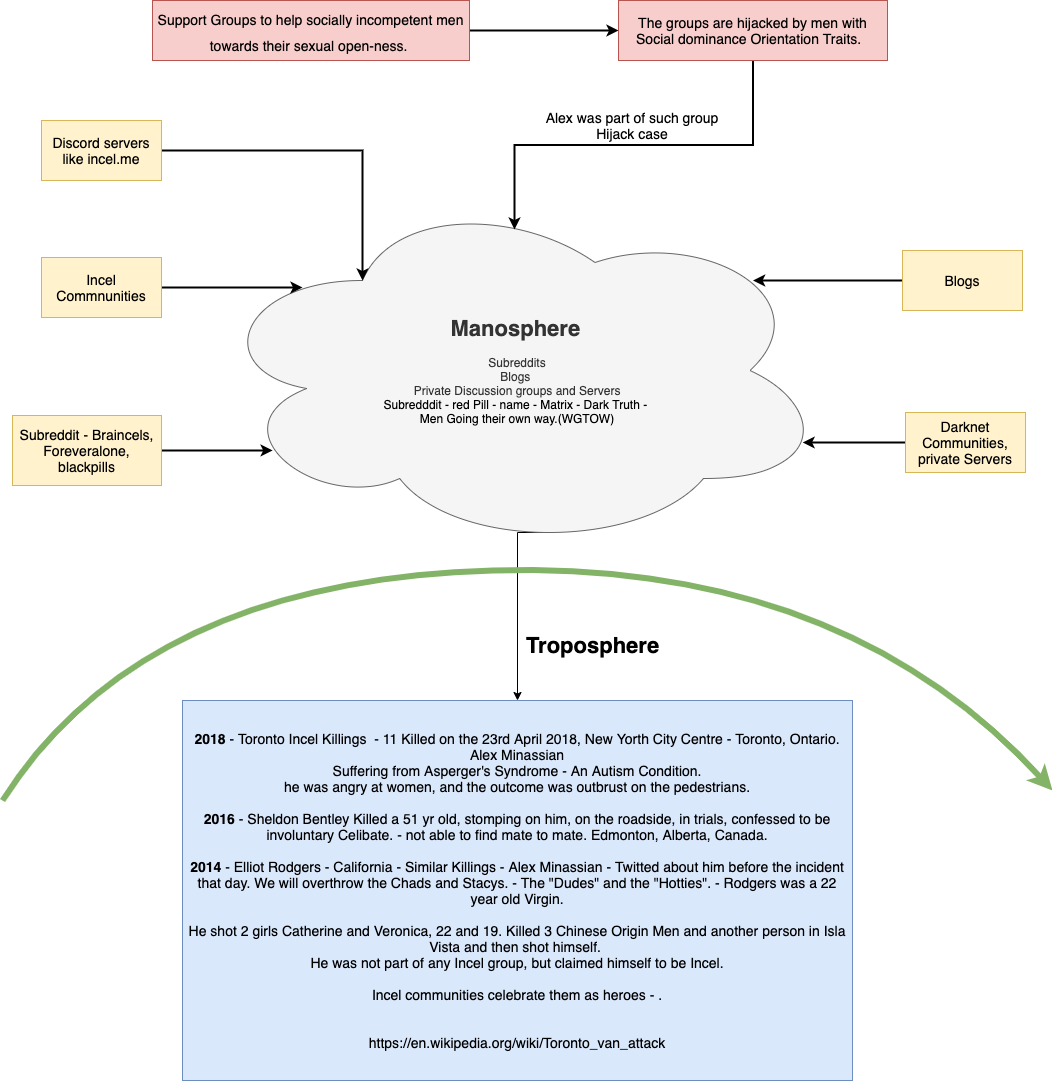 Support Groups to help socially incompetent men
towards their sexual open-ness.
The groups are hijacked by men with
Social dominance Orientation Traits.
Alex was part of such group
Hijack case
Discord servers
like incel.me
Incel
Commnunities
Blogs
Manosphere
Subreddits
Blogs
Private Discussion groups and Servers
Subredddit - red Pill - name - Matrix - Dark Truth -
Men Going their own way.(WGTOW)
Subreddit - Braincels,
Foreveralone,
blackpills
Darknet
Communities,
private Servers
Troposphere
2018 - Toronto Incel Killings - 11 Killed on the 23rd April 2018, New Yorth City Centre - Toronto, Ontario.
Alex Minassian
Suffering from Asperger's Syndrome - An Autism Condition.
he was angry at women, and the outcome was outbrust on the pedestrians.
2016 - Sheldon Bentley Killed a 51 yr old, stomping on him, on the roadside, in trials, confessed to be
involuntary Celibate. - not able to find mate to mate. Edmonton, Alberta, Canada.
2014 - Elliot Rodgers - California - Similar Killings - Alex Minassian - Twitted about him before the incident
that day. We will overthrow the Chads and Stacys. - The "Dudes" and the "Hotties". - Rodgers was a 22
year old Virgin.
He shot 2 girls Catherine and Veronica, 22 and 19. Killed 3 Chinese Origin Men and another person in Isla
Vista and then shot himself.
He was not part of any Incel group, but claimed himself to be Incel.
Incel communities celebrate them as heroes - .
https://en.wikipedia.org/wiki/Toronto_van_attack